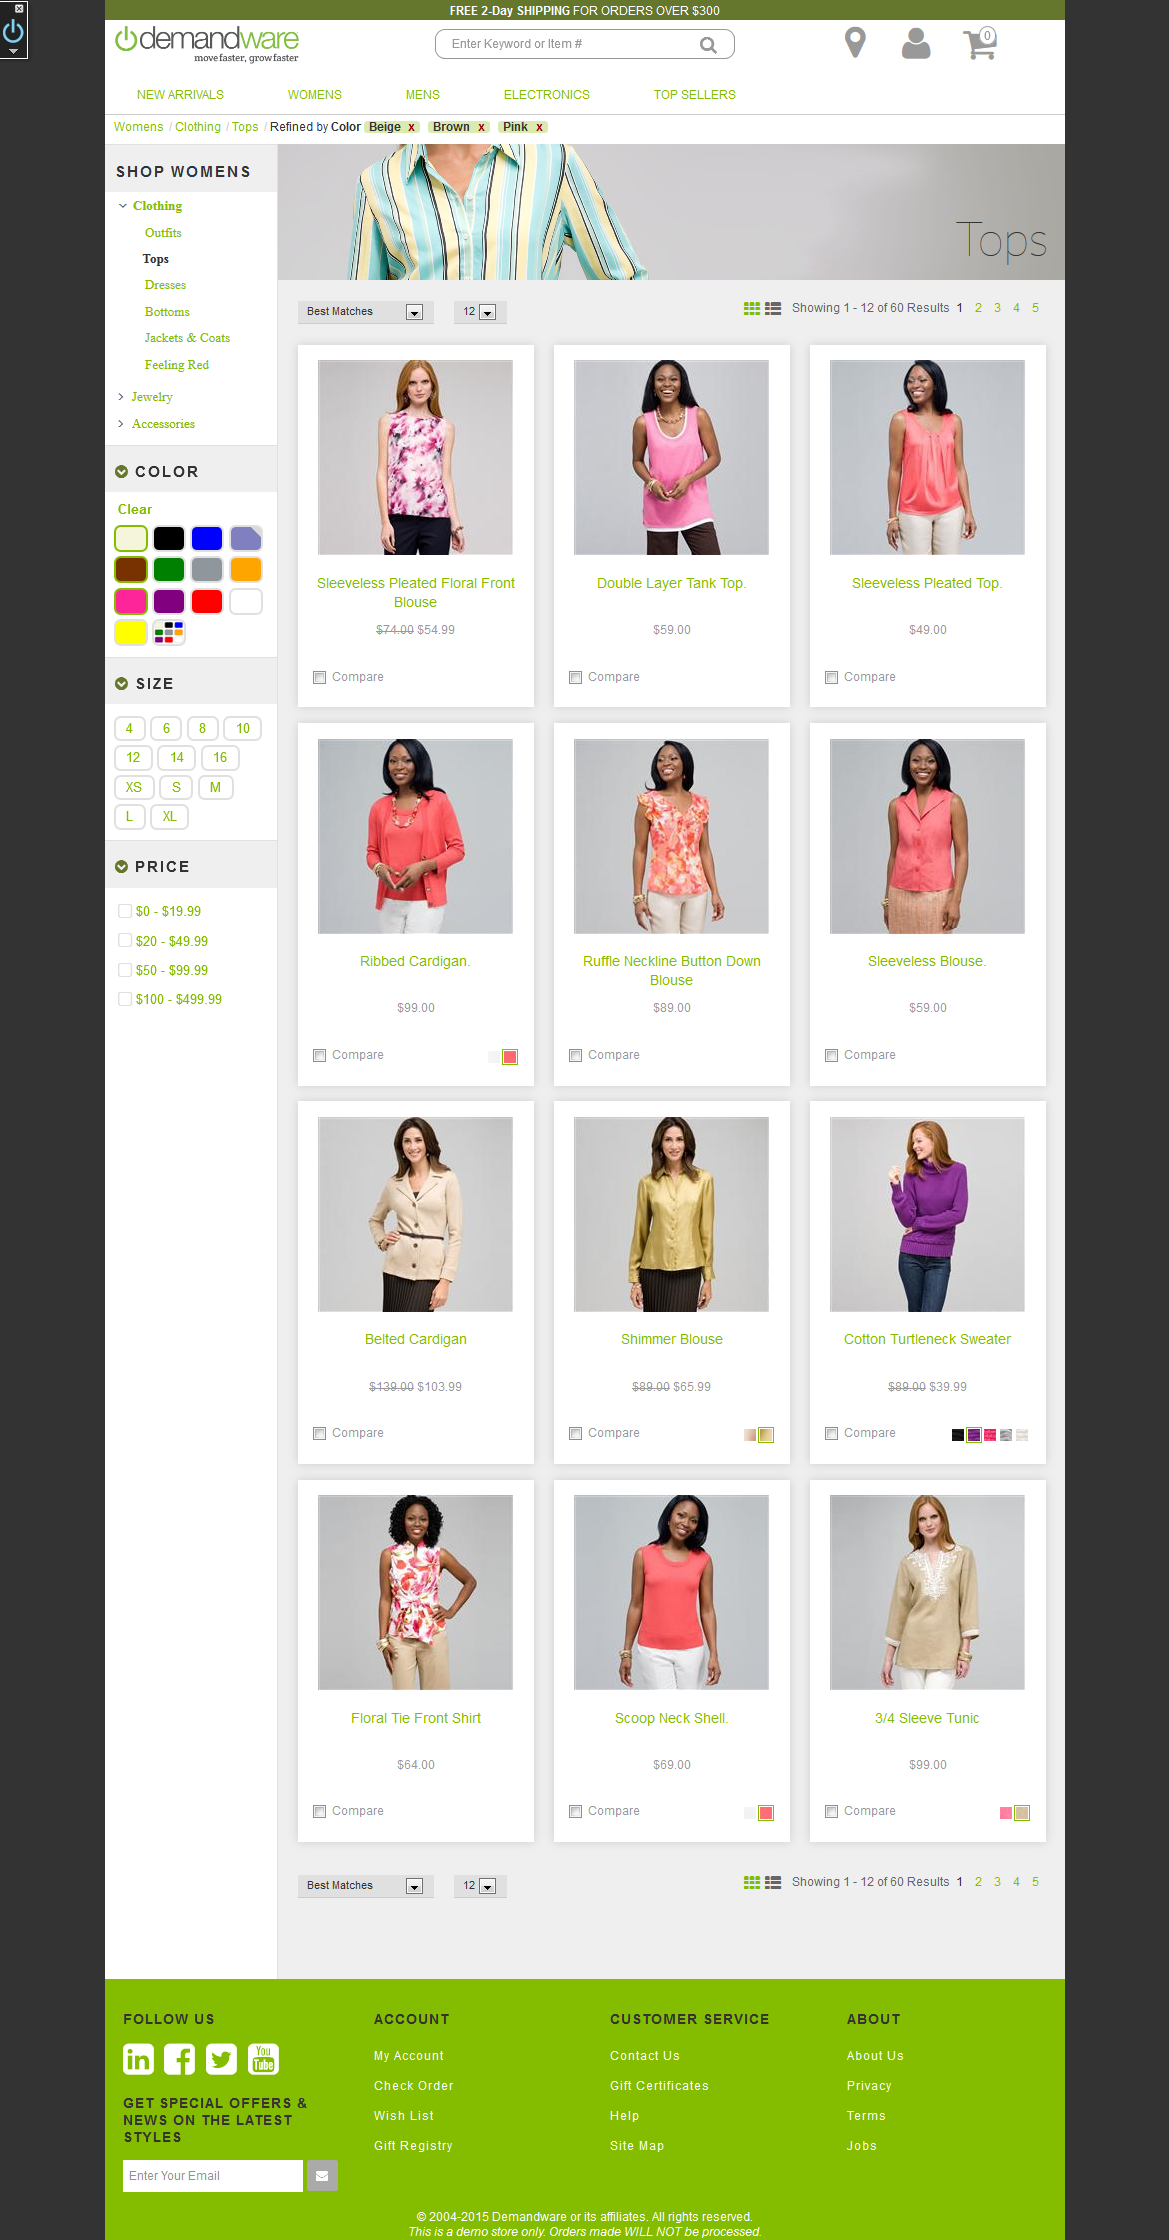 FREE 2-Day SHIPPING FOR ORDERS OVER $300
demandware
move faster, grow faster
Enter Keyword or Item #
0
NEW ARRIVALS WOMENS MENS ELECTRONICS TOP SELLERS
Womens / Clothing / Tops / Refined by Color Beige x Brown x Pink x
SHOP WOMENS
Clothing
Outfits
Tops
Dresses
Bottoms
Jackets & Coats
Feeling Red
Jewelry
Accessories
COLOR
Clear
SIZE
4 6 8 10
12 14 16
XS S M
L XL
PRICE
$0 - $19.99
$20 - $49.99
$50 - $99.99
$100 - $499.99
Tops
Best Matches 12 Showing 1 - 12 of 60 Results 1 2 3 4 5
Sleeveless Pleated Floral Front
Blouse
$74.00 $54.99
Compare
Double Layer Tank Top.
$59.00
Compare
Sleeveless Pleated Top.
$49.00
Compare
Ribbed Cardigan.
$99.00
Compare
Ruffle Neckline Button Down
Blouse
$89.00
Compare
Sleeveless Blouse.
$59.00
Compare
Belted Cardigan
$139.00 $103.99
Compare
Shimmer Blouse
$89.00 $65.99
Compare
Cotton Turtleneck Sweater
$89.00 $39.99
Compare
Floral Tie Front Shirt
$64.00
Compare
Scoop Neck Shell.
$69.00
Compare
3/4 Sleeve Tunic
$99.00
Compare
Best Matches 12 Showing 1 - 12 of 60 Results 1 2 3 4 5
FOLLOW US
in f You Tube
GET SPECIAL OFFERS &
NEWS ON THE LATEST
STYLES
Enter Your Email
ACCOUNT
My Account
Check Order
Wish List
Gift Registry
CUSTOMER SERVICE
Contact Us
Gift Certificates
Help
Site Map
ABOUT
About Us
Privacy
Terms
Jobs
© 2004-2015 Demandware or its affiliates. All rights reserved.
This is a demo store only. Orders made WILL NOT be processed.